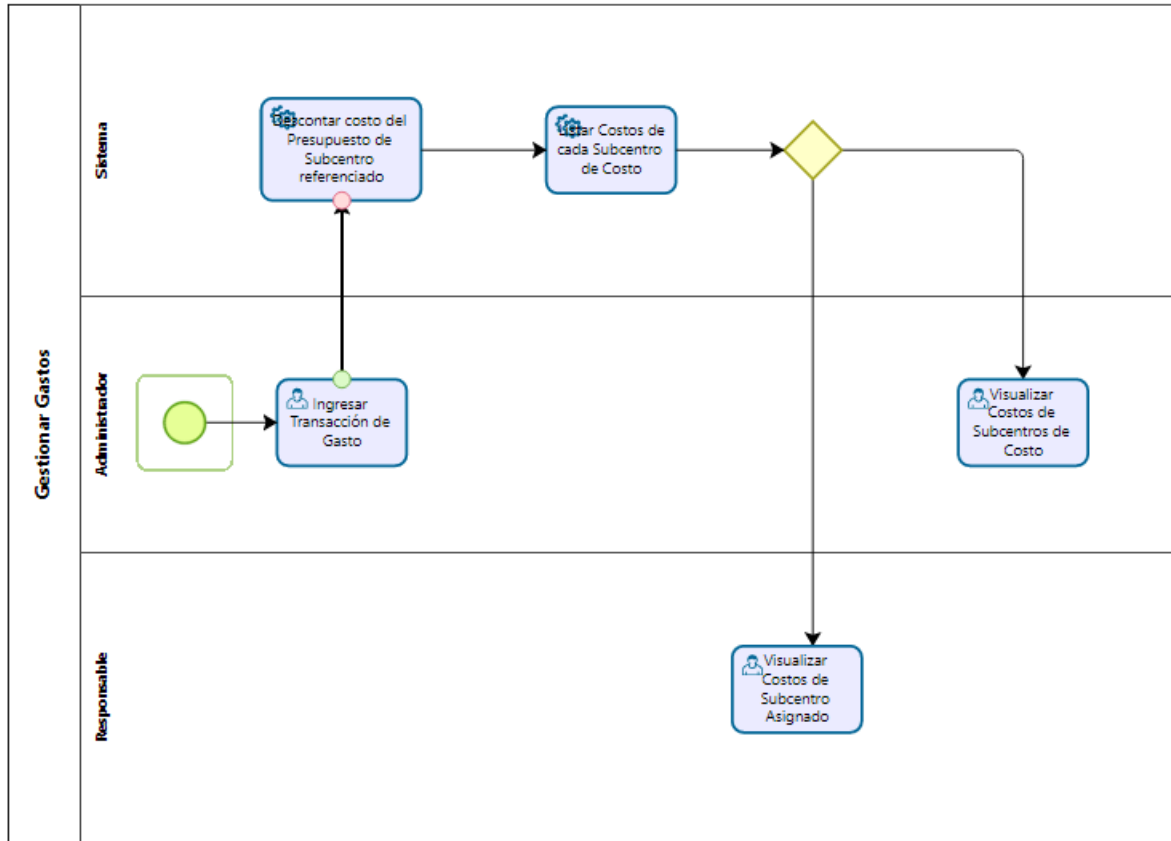 Gestionar Gastos
Sistema
Descontar costo del
Presupuesto de
Subcentro
referenciado
Listar Costos de
cada Subcentro
de Costo
Administrador
Ingresar
Transacción de
Gasto
Visualizar
Costos de
Subcentros de
Costo
Responsable
Visualizar
Costos de
Subcentro
Asignado